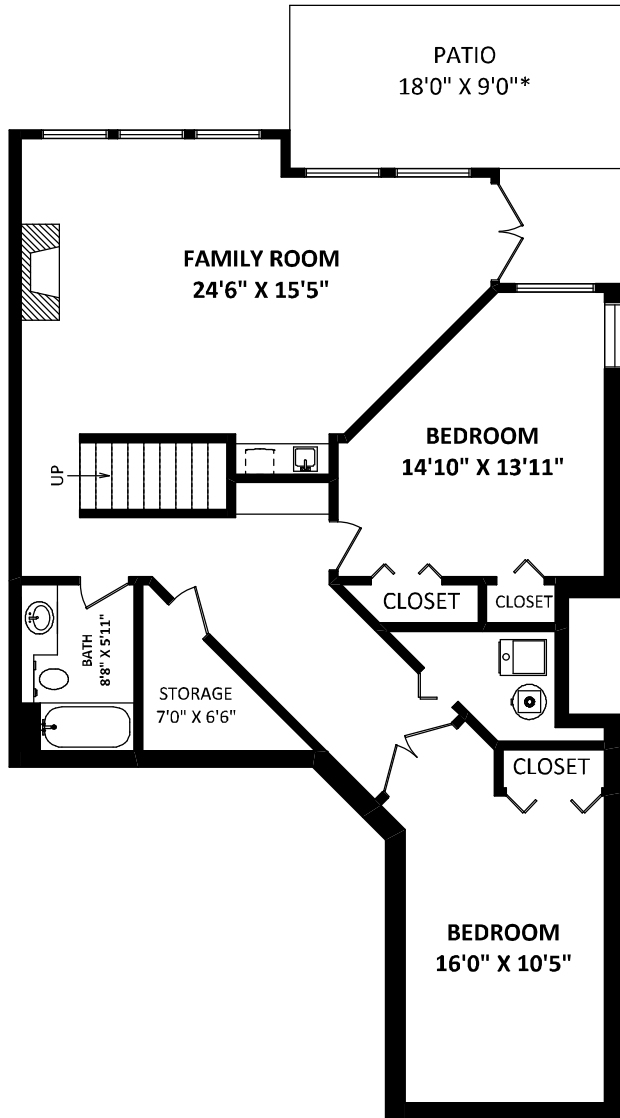 PATIO
18'0" X 9'0"*
FAMILY ROOM
24'6" X 15'5"
BEDROOM
14'10" X 13'11"
UP
CLOSET
CLOSET
BATH
8'8" X 5'11"
STORAGE
7'0" X 6'6"
CLOSET
BEDROOM
16'0" X 10'5"